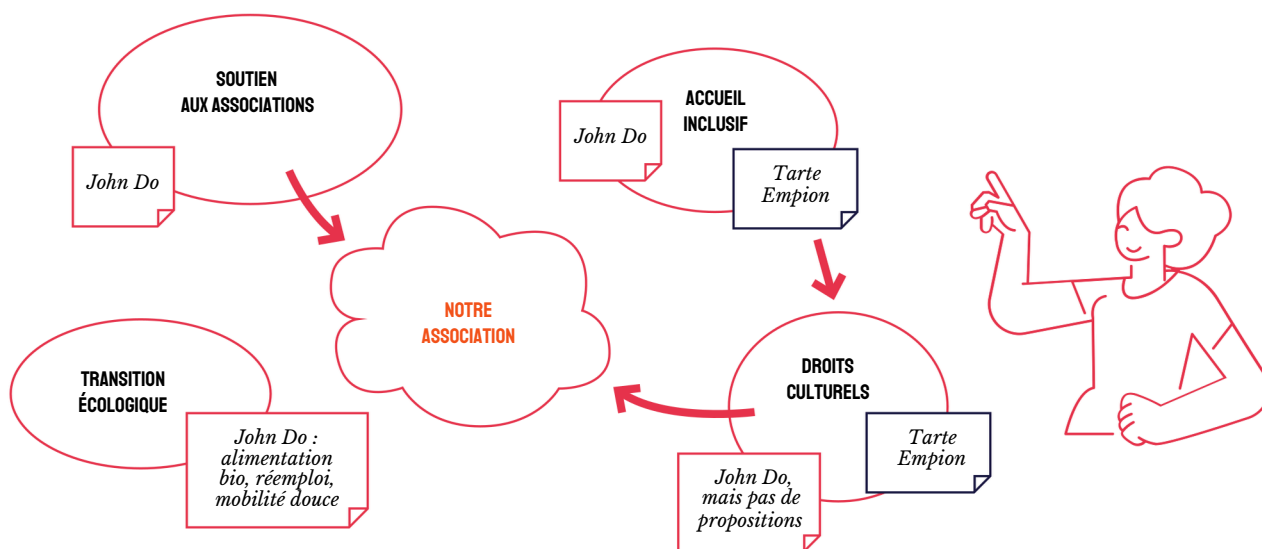 SOUTIEN
AUX ASSOCIATIONS
John Do
ACCUEIL
INCLUSIF
John Do
Tarte
Empion
NOTRE
ASSOCIATION
TRANSITION
ÉCOLOGIQUE
John Do :
alimentation
bio, réemploi,
mobilité douce
DROITS
CULTURELS
Tarte
Empion
John Do,
mais pas de
propositions